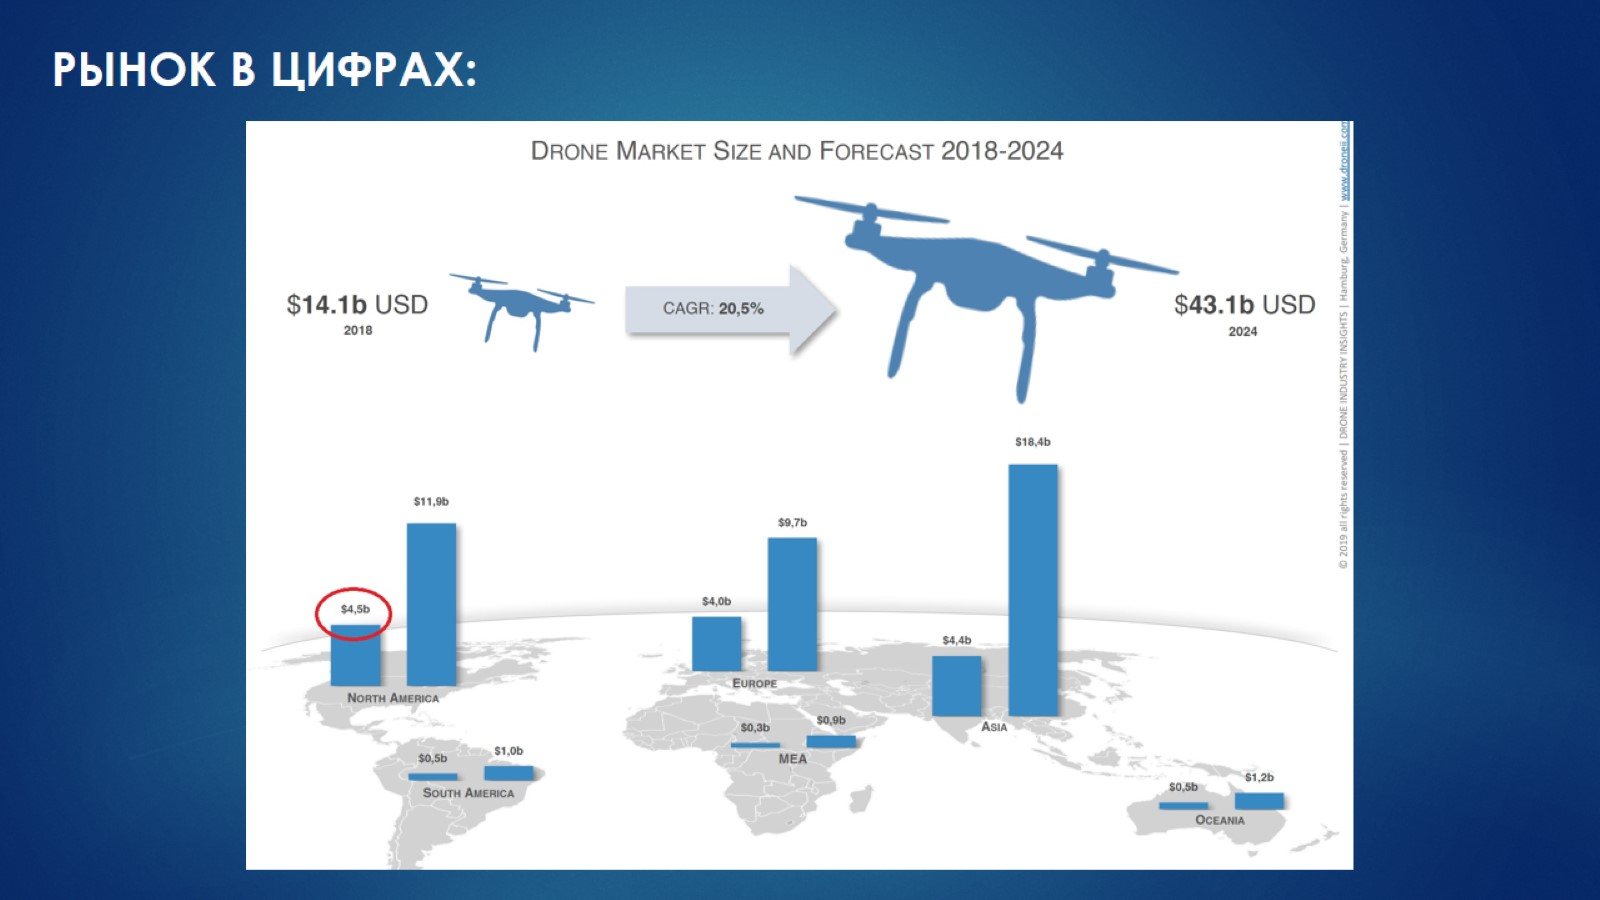 РЫНОК В ЦИФРАХ:
DRONE MARKET SIZE AND FORECAST 2018-2024
$14.1b USD
2018
CAGR: 20,5%
$43.1b USD
2024
$4,5b
$11,9b
NORTH AMERICA
$4,0b
$9,7b
EUROPE
$4,4b
$18,4b
ASIA
$0,3b
$0,9b
MEA
$0,5b
$1,0b
SOUTH AMERICA
$0,5b
$1,2b
OCEANIA
© 2019 all rights reserved | DRONE INDUSTRY INSIGHTS | Hamburg, Germany | www.droneii.com